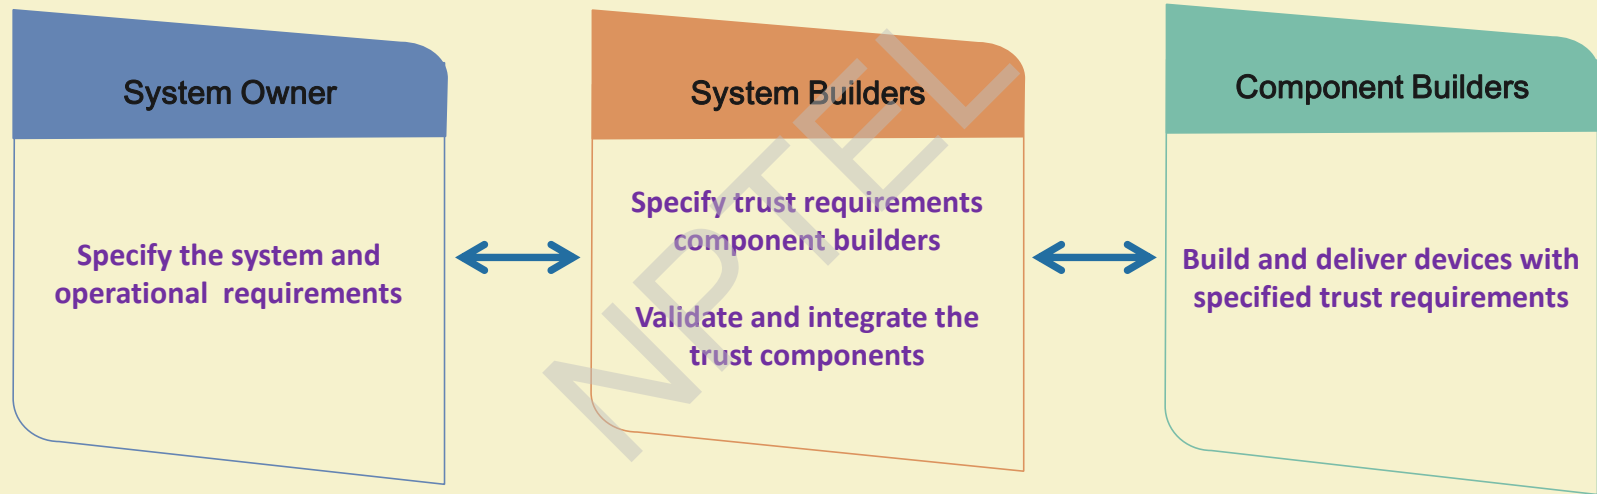 System Owner
Specify the system and
operational requirements
System Builders
Specify trust requirements
component builders
Validate and integrate the
trust components
Component Builders
Build and deliver devices with
specified trust requirements
NPTEL